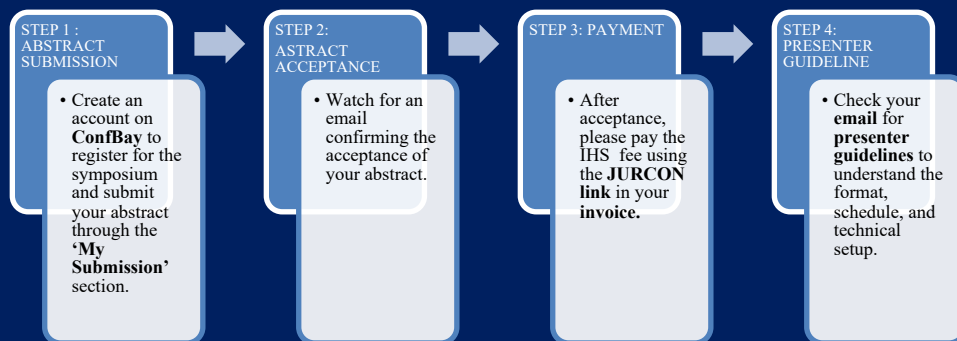 STEP 1 :
ABSTRACT
SUBMISSION
• Create an
account on
ConfBay to
register for the
symposium
and submit
your abstract
through the
‘My
Submission’
section.
STEP 2:
ASTRACT
ACCEPTANCE
• Watch for an
email
confirming the
acceptance of
your abstract.
STEP 3: PAYMENT
• After
acceptance,
please pay the
IHS fee using
the JURCON
link in your
invoice.
STEP 4:
PRESENTER
GUIDELINE
• Check your
email for
presenter
guidelines to
understand the
format,
schedule, and
technical
setup.